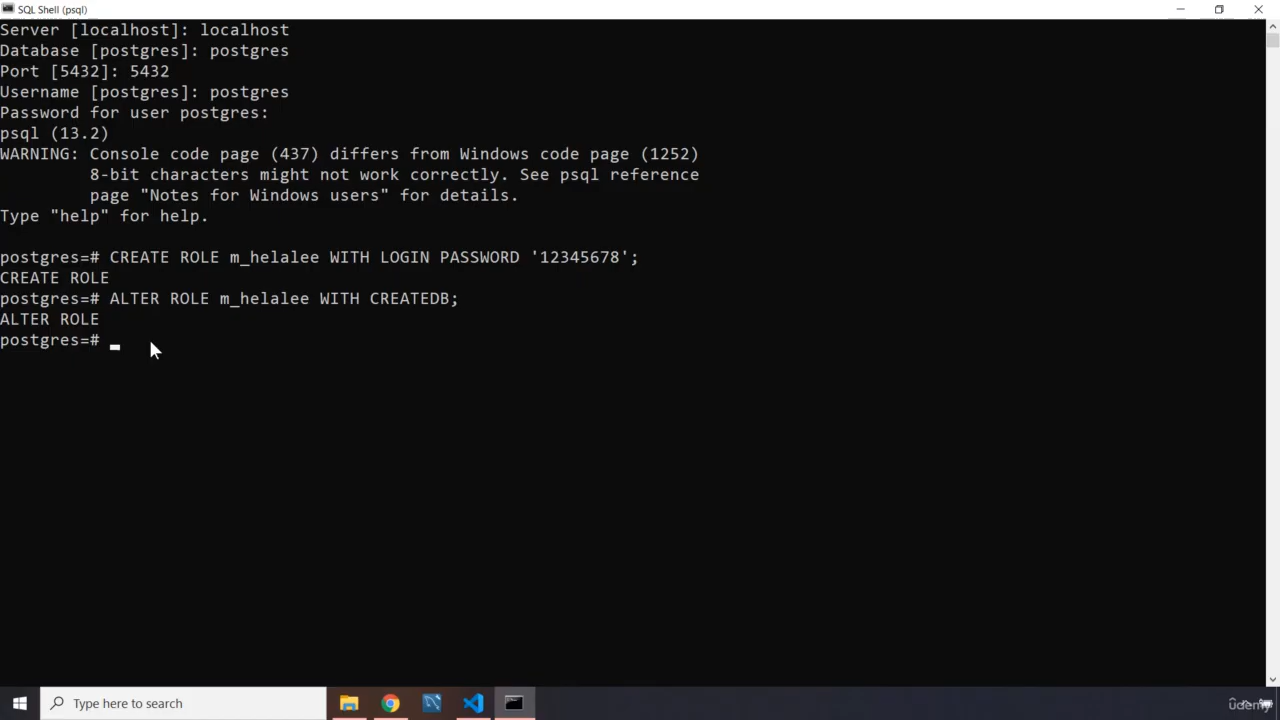 SQL Shell (psql)
Server [localhost]: localhost
Database [postgres]: postgres
Port [5432]: 5432
Username [postgres]: postgres
Password for user postgres:
psql (13.2)
WARNING: Console code page (437) differs from Windows code page (1252)
8-bit characters might not work correctly. See psql reference
page "Notes for Windows users" for details.
Type "help" for help.
postgres=# CREATE ROLE m_helalee WITH LOGIN PASSWORD '12345678';
CREATE ROLE
postgres=# ALTER ROLE m_helalee WITH CREATEDB;
ALTER ROLE
postgres=#
Type here to search
udemy